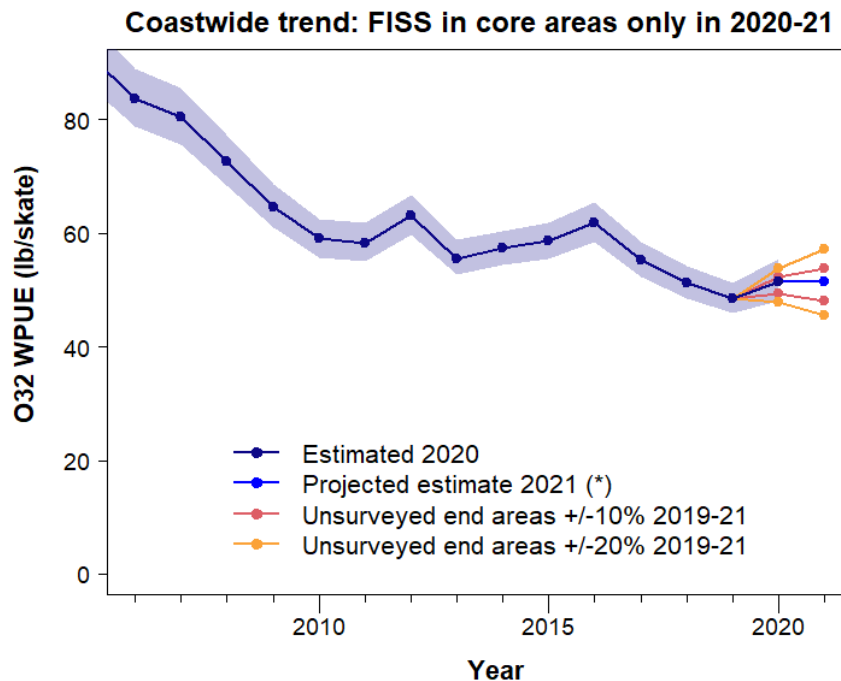 Coastwide trend: FISS in core areas only in 2020-21
O32 WPUE (lb/skate)
80
60
40
20
0
Estimated 2020
Projected estimate 2021 (*)
Unsurveyed end areas +/-10% 2019-21
Unsurveyed end areas +/-20% 2019-21
2010
2015
2020
Year